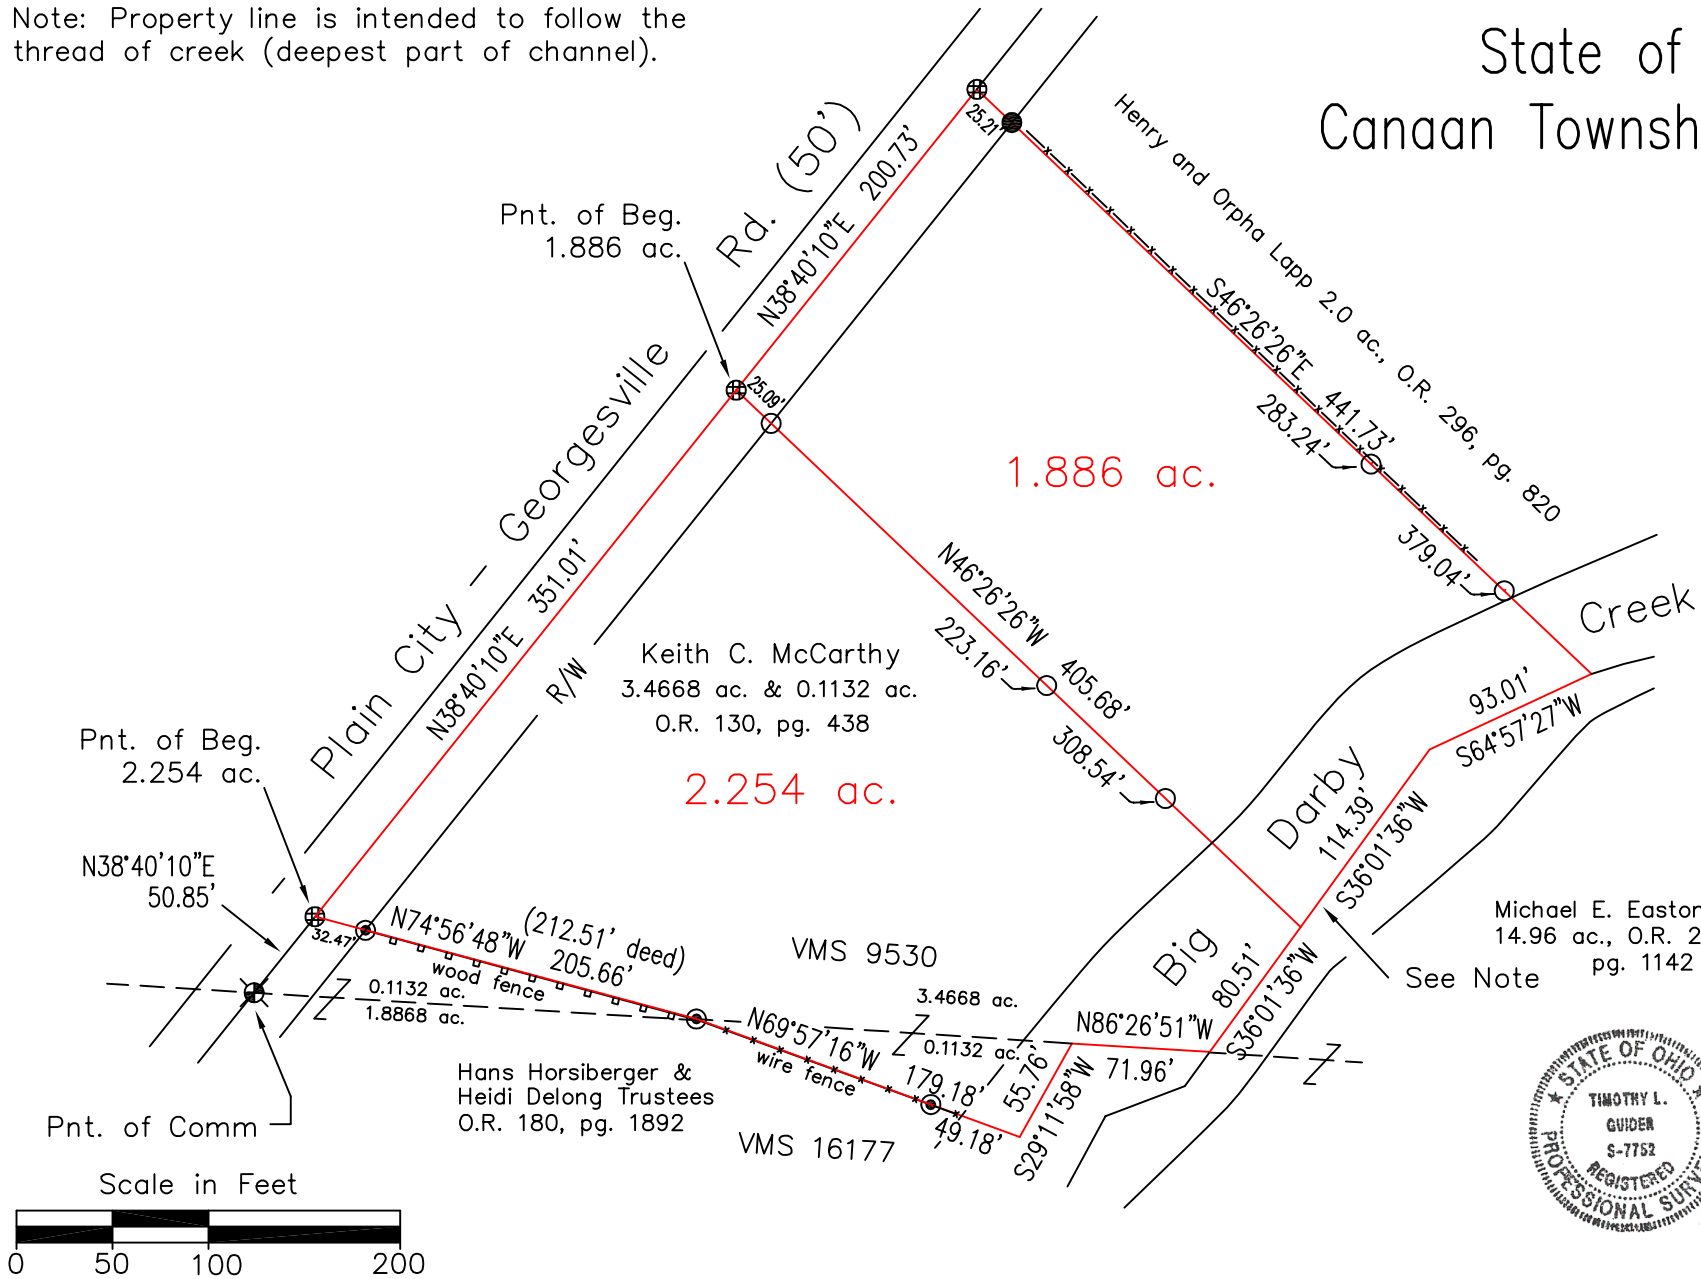 Note: Property line is intended to follow the
thread of creek (deepest part of channel).
State of
Canaan Townsh
Henry and Orpha Lapp 2.0 ac., O.R. 296, pg. 820
25.21'
Plain City - Georgesville Rd. (50')
N38°40'10"E 200.73'
Pnt. of Beg.
1.886 ac.
25.09'
S46°26'26"E 441.73'
283.24'
379.04'
1.886 ac.
N38°40'10"E 351.01'
R/W
N46°26'26"W 405.68'
223.16'
308.54'
Keith C. McCarthy
3.4668 ac. & 0.1132 ac.
O.R. 130, pg. 438
2.254 ac.
Creek
Darby
Big
93.01'
S64°57'27"W
114.39'
S36°01'36"W
Pnt. of Beg.
2.254 ac.
N38°40'10"E
50.85'
32.47'
N74°56'48"W (212.51' deed)
205.66'
wood fence
0.1132 ac.
1.8868 ac.
VMS 9530
3.4668 ac.
0.1132 ac.
N69°57'16"W
179.18'
wire fence
49.18'
55.76'
S29°11'58"W
N86°26'51"W
71.96'
80.51'
S36°01'36"W
See Note
Michael E. Easton
14.96 ac., O.R. 2
pg. 1142
Hans Horsiberger &
Heidi Delong Trustees
O.R. 180, pg. 1892
VMS 16177
Pnt. of Comm
Scale in Feet
0 50 100 200
STATE OF OHIO
TIMOTHY L.
GUIDER
S-7752
REGISTERED
PROFESSIONAL SURVE